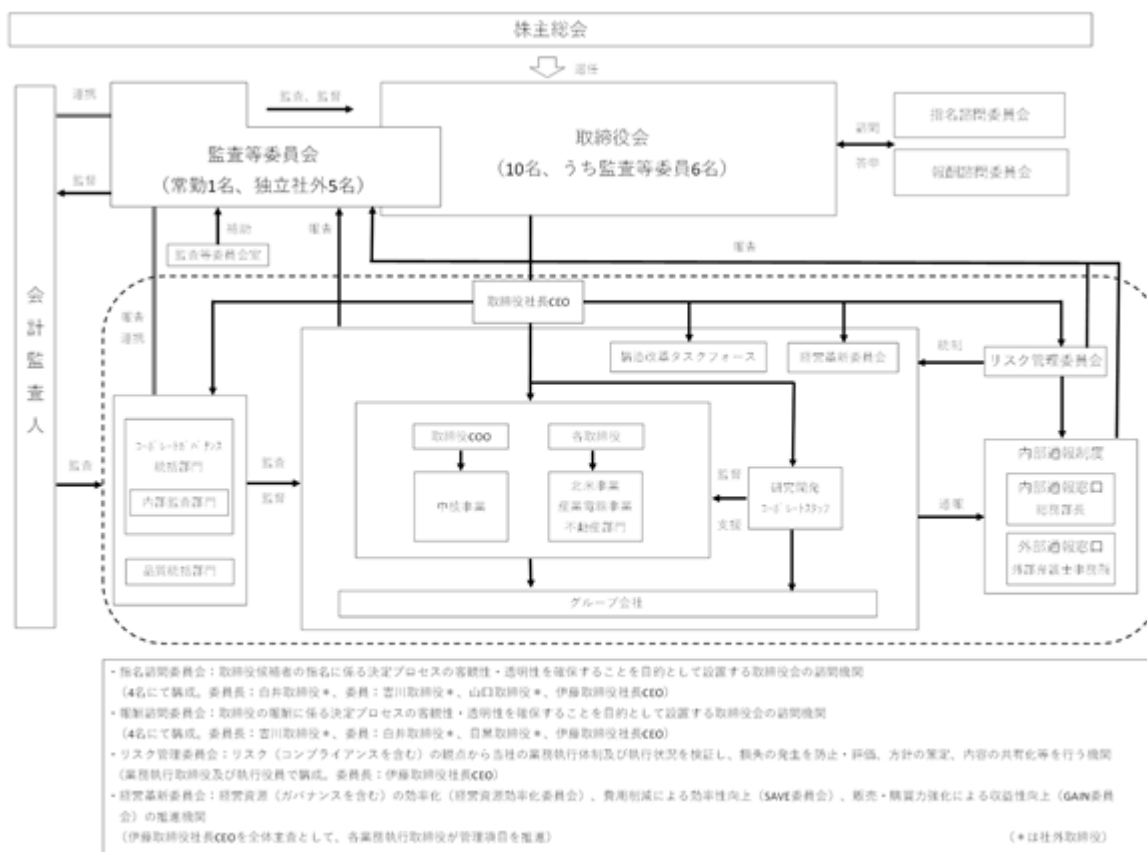 株主総会
選任
連携
監査、監督
監査等委員会
(常勤1名、独立社外5名)
取締役会
(10名、うち監査等委員6名)
諮問
答申
指名諮問委員会
報酬諮問委員会
監督
補助
報告
報告
監査等委員会室
会計監査人
報告
連携
取締役社長CEO
構造改革タスクフォース
経営革新委員会
統制
リスク管理委員会
監査
コーポレートガバナンス
統括部門
内部監査部門
品質統括部門
監査
監督
取締役COO
各取締役
中核事業
北米事業
産業電機事業
不動産部門
監督
支援
研究開発
コーポレートスタッフ
グループ会社
通報
内部通報制度
内部通報窓口
総務部長
外部通報窓口
外部弁護士事務所
・指名諮問委員会：取締役候補者の指名に係る決定プロセスの客観性・透明性を確保することを目的として設置する取締役会の諮問機関
(4名にて構成。委員長：白井取締役＊、委員：吉川取締役＊、山口取締役＊、伊藤取締役社長CEO)
・報酬諮問委員会：取締役の報酬に係る決定プロセスの客観性・透明性を確保することを目的として設置する取締役会の諮問機関
(4名にて構成。委員長：吉川取締役＊、委員：白井取締役＊、目黒取締役＊、伊藤取締役社長CEO)
・リスク管理委員会：リスク（コンプライアンスを含む）の観点から当社の業務執行体制及び執行状況を検証し、損失の発生を防止・評価、方針の策定、内容の共有化等を行う機関
(業務執行取締役及び執行役員で構成。委員長：伊藤取締役社長CEO)
・経営革新委員会：経営資源（ガバナンスを含む）の効率化（経営資源効率化委員会）、費用削減による効率性向上（SAVE委員会）、販売・購買力強化による収益性向上（GAIN委員
会）の推進機関
(伊藤取締役社長CEOを全体主査として、各業務執行取締役が管理項目を推進)
(＊は社外取締役)